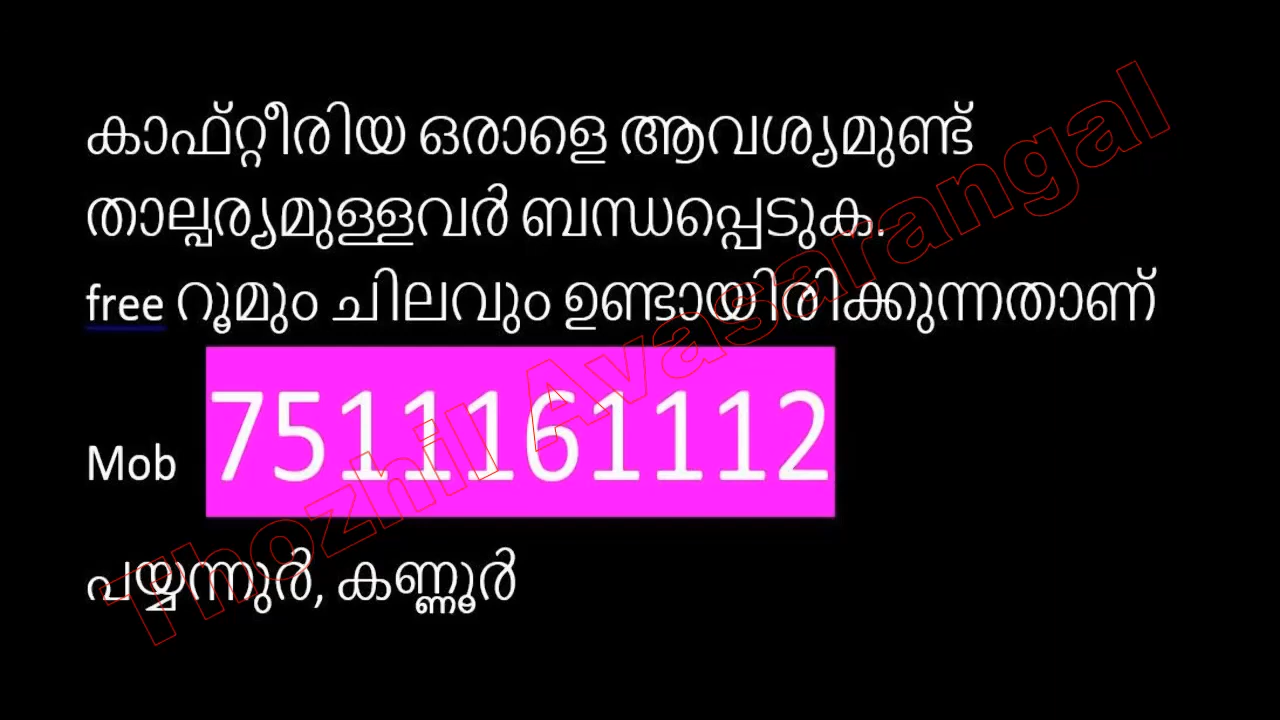 കാഫ്റ്റീരിയ ഒരാളെ ആവശ്യമുണ്ട്
താല്പര്യമുള്ളവർ ബന്ധപ്പെടുക.
free റൂമും ചിലവും ഉണ്ടായിരിക്കുന്നതാണ്
Mob 7511161112
പയ്യന്നുർ, കണ്ണൂർ
Thozhil Avasarangal